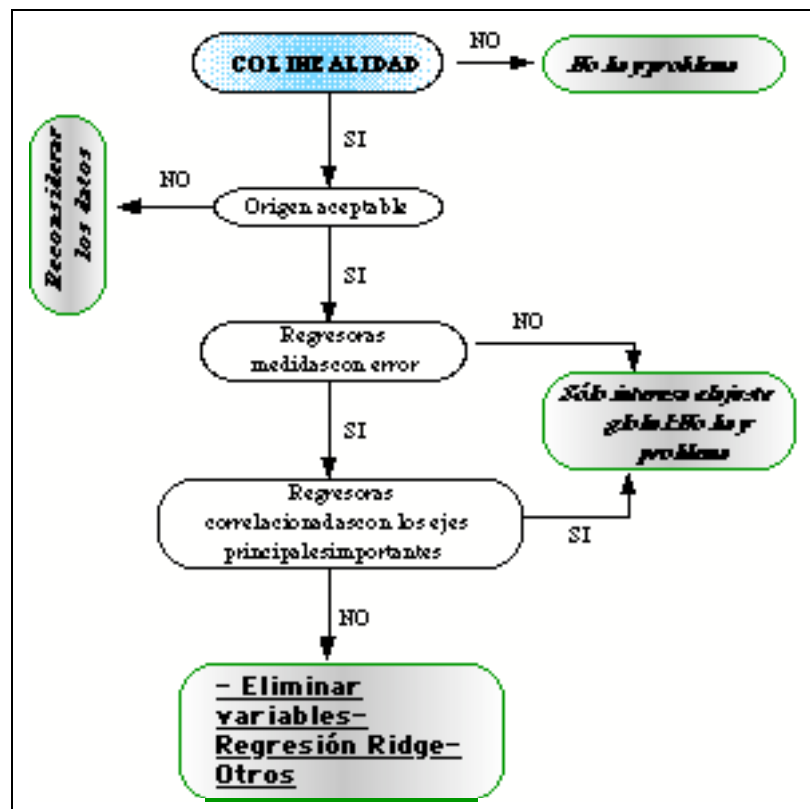 COLINEALIDAD
NO
No hay problema
SI
Reconsiderar
los datos
NO
Origen aceptable
SI
Regresoras
medidas con error
NO
Sólo interesa el ajuste
global: No hay
problema
SI
Regresoras
correlacionadas con los ejes
principales importantes
SI
NO
- Eliminar
variables-
Regresión Ridge-
Otros